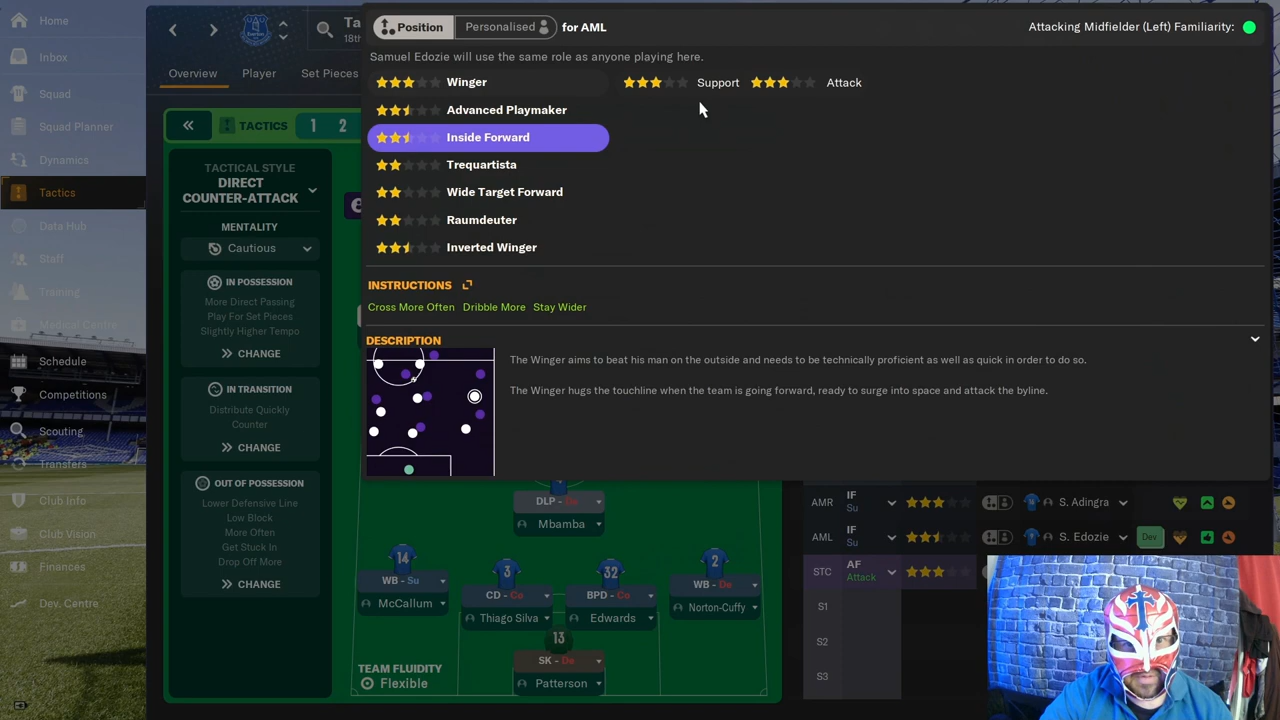 Home
Inbox
Squad
Squad Planner
Dynamics
Tactics
Data Hub
Staff
Training
Medical Centre
Schedule
Competitions
Scouting
Transfers
Club Info
Club Vision
Finances
Dev. Centre
Ta
18th
Overview
Player
Set Pieces
TACTICS
1
2
TACTICAL STYLE
DIRECT
COUNTER-ATTACK
MENTALITY
Cautious
IN POSSESSION
More Direct Passing
Play For Set Pieces
Slightly Higher Tempo
CHANGE
IN TRANSITION
Distribute Quickly
Counter
CHANGE
OUT OF POSSESSION
Lower Defensive Line
Low Block
More Often
Get Stuck In
Drop Off More
CHANGE
Position
Personalised
for AML
Attacking Midfielder (Left) Familiarity:
Samuel Edozie will use the same role as anyone playing here.
Winger
Support
Attack
Advanced Playmaker
Inside Forward
Trequartista
Wide Target Forward
Raumdeuter
Inverted Winger
INSTRUCTIONS
Cross More Often Dribble More Stay Wider
DESCRIPTION
The Winger aims to beat his man on the outside and needs to be technically proficient as well as quick in order to do so.
The Winger hugs the touchline when the team is going forward, ready to surge into space and attack the byline.
DLP - De
Mbamba
14
WB - Su
McCallum
3
CD - Co
Thiago Silva
32
BPD - Co
Edwards
2
WB - De
Norton-Cuffy
13
SK - De
Patterson
TEAM FLUIDITY
Flexible
AMR
IF
Su
S. Adingra
AML
IF
Su
S. Edozie
Dev
STC
AF
Attack
S1
S2
S3